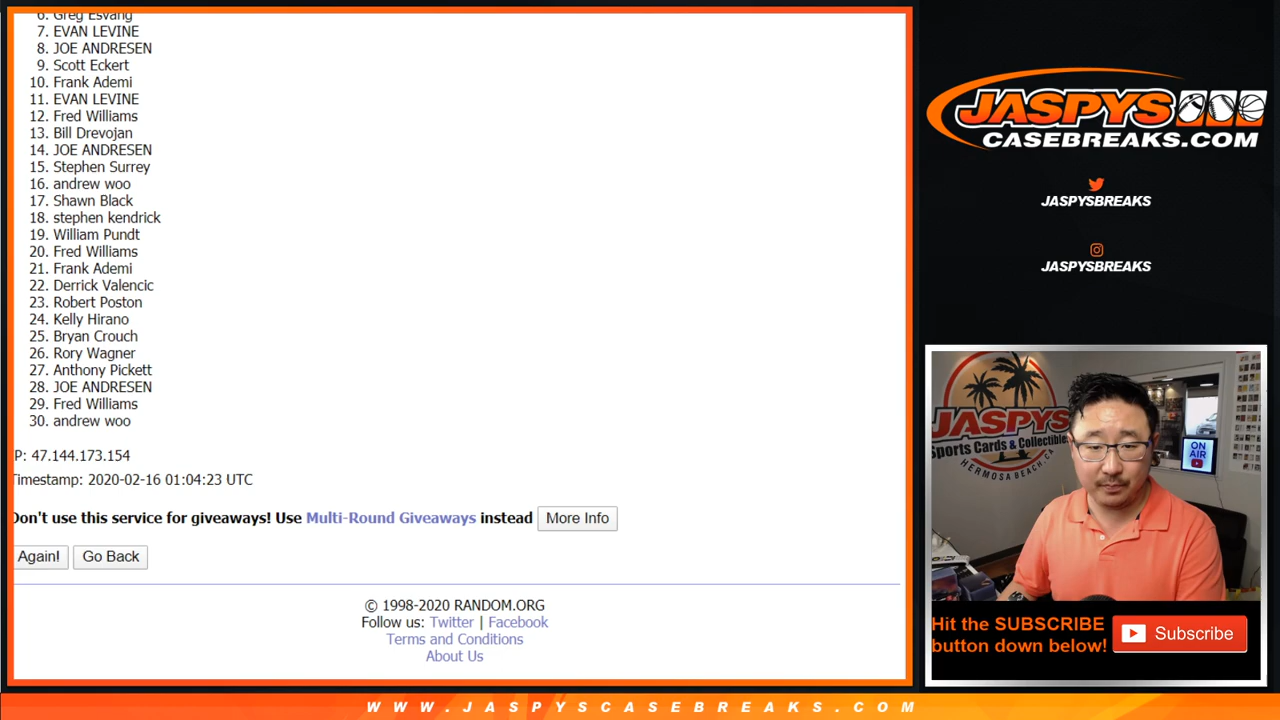 6. Greg Esvang
7. EVAN LEVINE
8. JOE ANDRESEN
9. Scott Eckert
10. Frank Ademi
11. EVAN LEVINE
12. Fred Williams
13. Bill Drevojan
14. JOE ANDRESEN
15. Stephen Surrey
16. andrew woo
17. Shawn Black
18. stephen kendrick
19. William Pundt
20. Fred Williams
21. Frank Ademi
22. Derrick Valencic
23. Robert Poston
24. Kelly Hirano
25. Bryan Crouch
26. Rory Wagner
27. Anthony Pickett
28. JOE ANDRESEN
29. Fred Williams
30. andrew woo
P: 47.144.173.154
Timestamp: 2020-02-16 01:04:23 UTC
Don't use this service for giveaways! Use Multi-Round Giveaways instead More Info
Again! Go Back
© 1998-2020 RANDOM.ORG
Follow us: Twitter | Facebook
Terms and Conditions
About Us
JASPYS
CASEBREAKS.COM
JASPYSBREAKS
JASPYSBREAKS
JASPYS
Sports Cards & Collectibles
HERMOSA BEACH, CA
ON
AIR
Hit the SUBSCRIBE
button down below!
Subscribe
WWW.JASPYSCASEBREAKS.COM